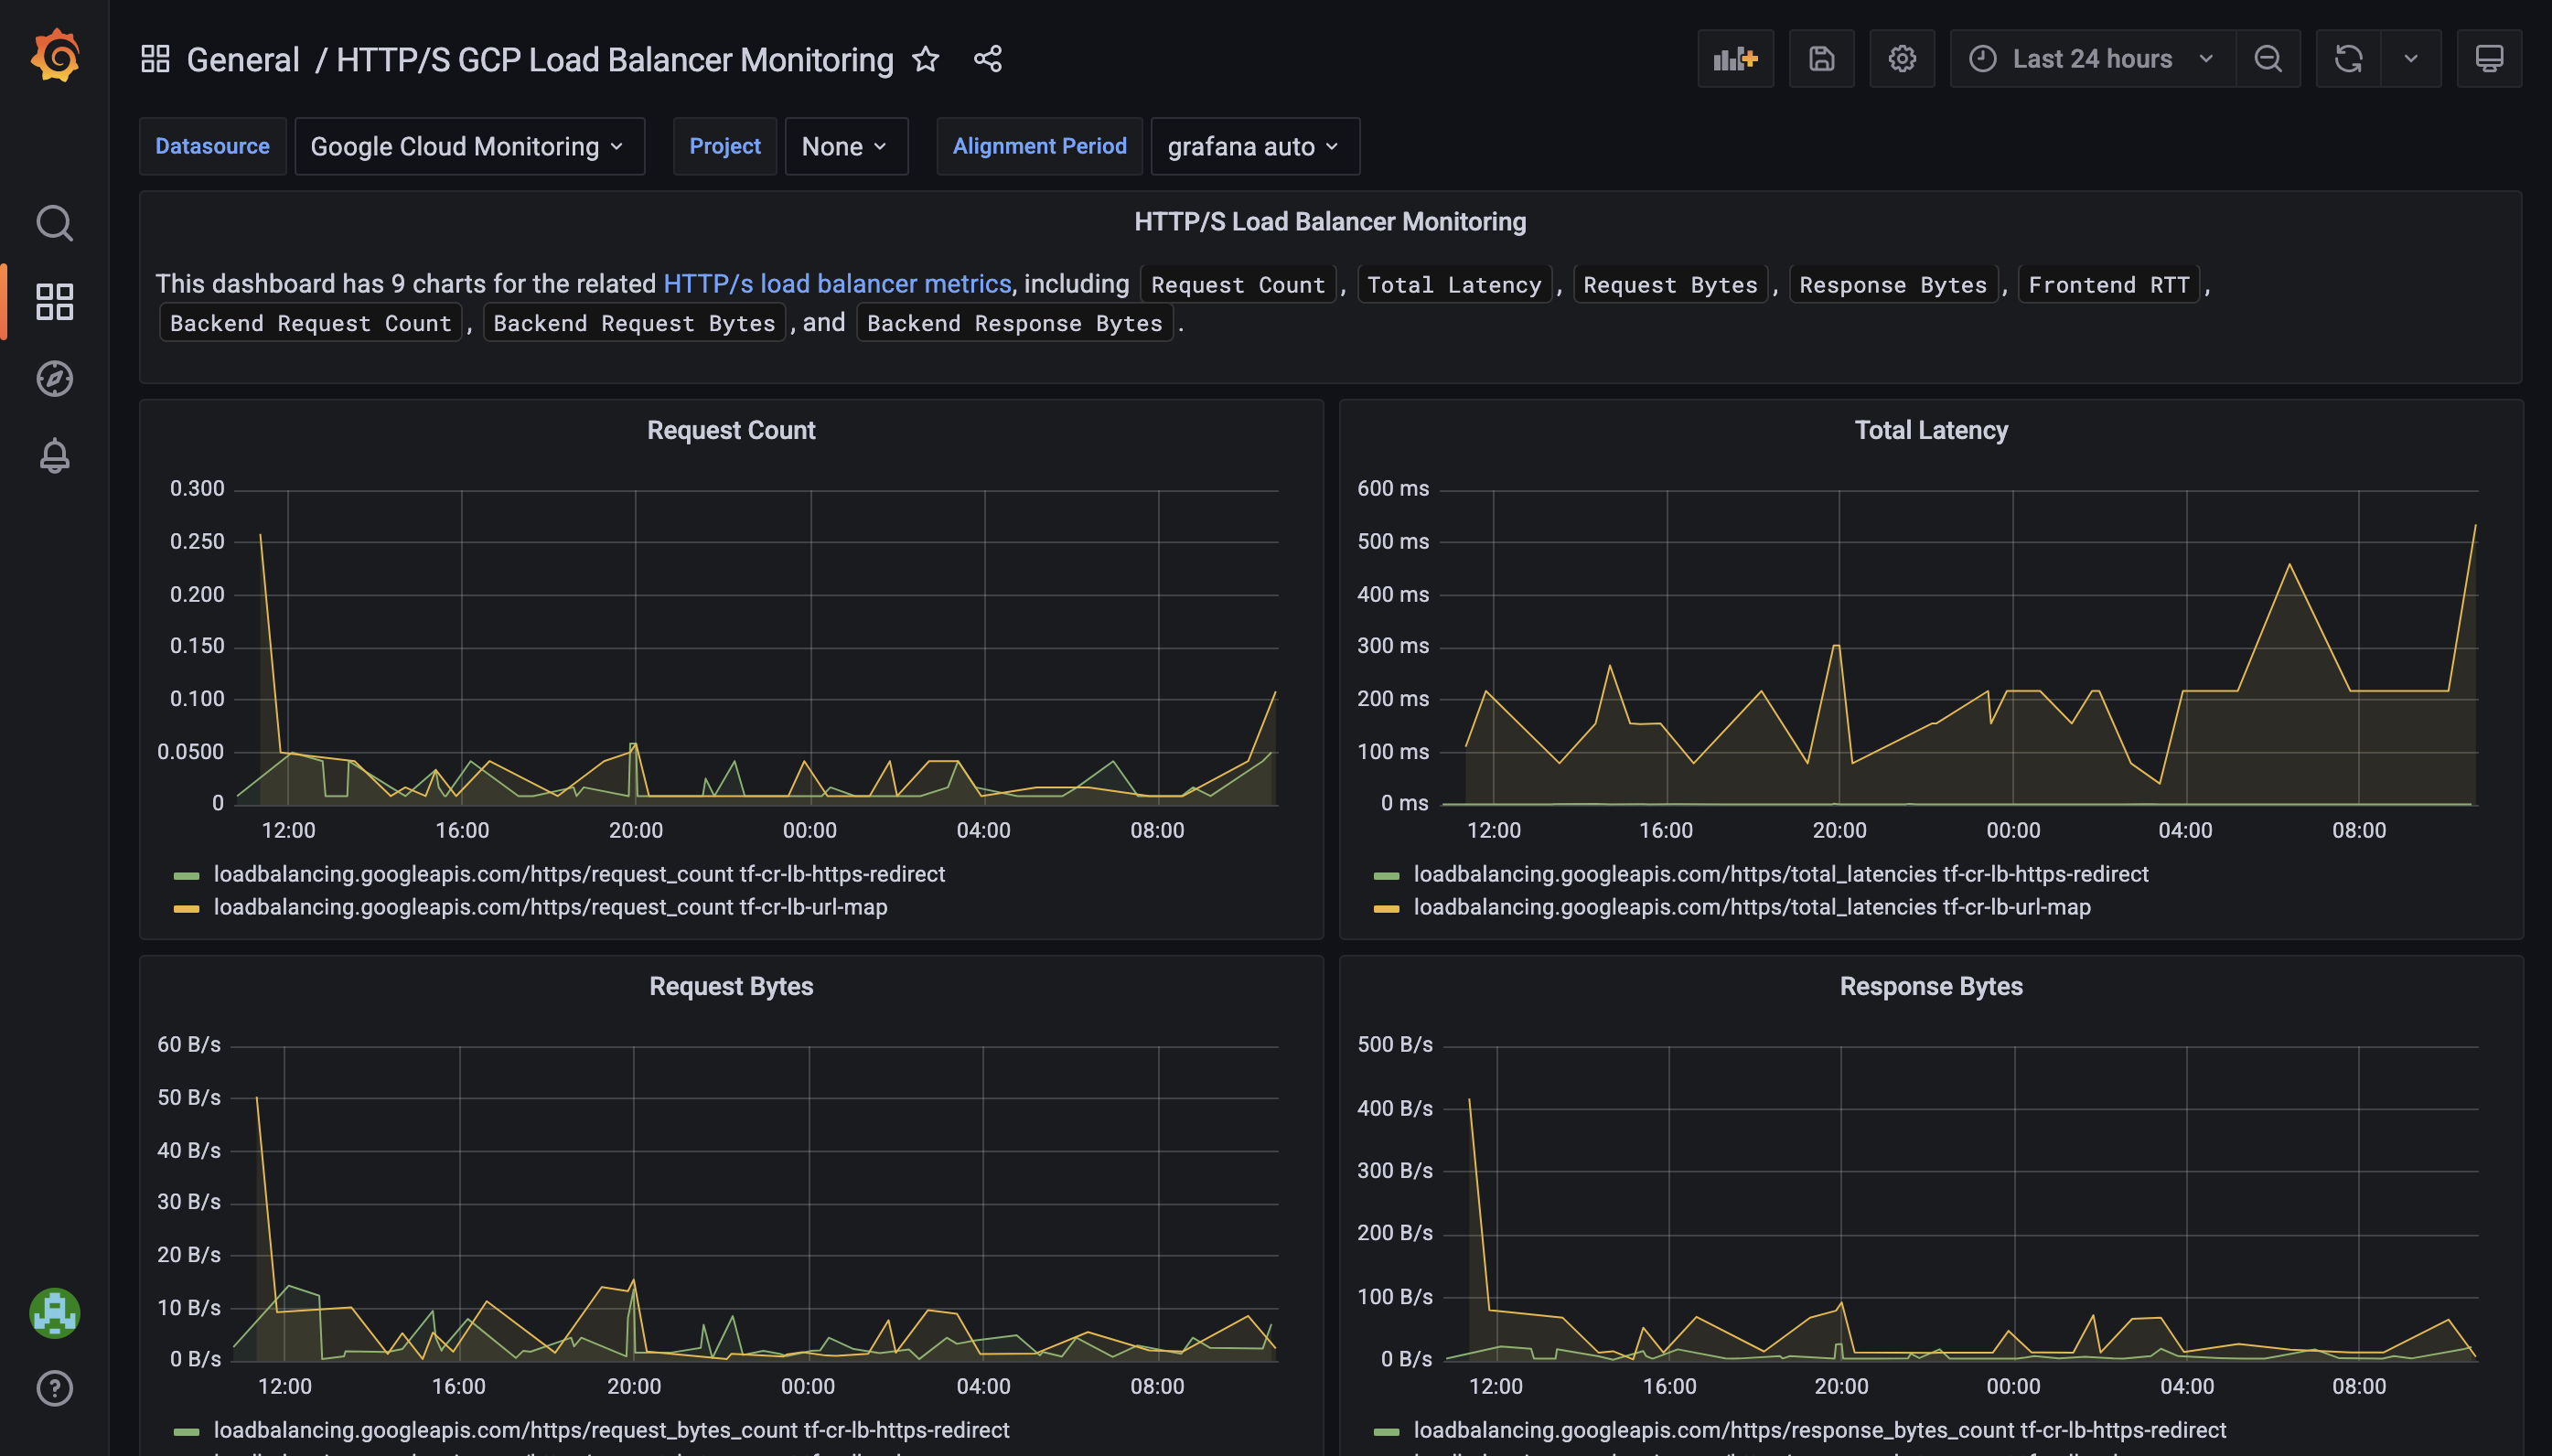 General / HTTP/S GCP Load Balancer Monitoring
Last 24 hours
Datasource Google Cloud Monitoring Project None Alignment Period grafana auto
HTTP/S Load Balancer Monitoring
This dashboard has 9 charts for the related HTTP/s load balancer metrics, including Request Count, Total Latency, Request Bytes, Response Bytes, Frontend RTT,
Backend Request Count, Backend Request Bytes, and Backend Response Bytes.
Request Count
0.300
0.250
0.200
0.150
0.100
0.0500
0
12:00 16:00 20:00 00:00 04:00 08:00
loadbalancing.googleapis.com/https/request_count tf-cr-lb-https-redirect
loadbalancing.googleapis.com/https/request_count tf-cr-lb-url-map
Total Latency
600 ms
500 ms
400 ms
300 ms
200 ms
100 ms
0 ms
12:00 16:00 20:00 00:00 04:00 08:00
loadbalancing.googleapis.com/https/total_latencies tf-cr-lb-https-redirect
loadbalancing.googleapis.com/https/total_latencies tf-cr-lb-url-map
Request Bytes
60 B/s
50 B/s
40 B/s
30 B/s
20 B/s
10 B/s
0 B/s
12:00 16:00 20:00 00:00 04:00 08:00
loadbalancing.googleapis.com/https/request_bytes_count tf-cr-lb-https-redirect
Response Bytes
500 B/s
400 B/s
300 B/s
200 B/s
100 B/s
0 B/s
12:00 16:00 20:00 00:00 04:00 08:00
loadbalancing.googleapis.com/https/response_bytes_count tf-cr-lb-https-redirect